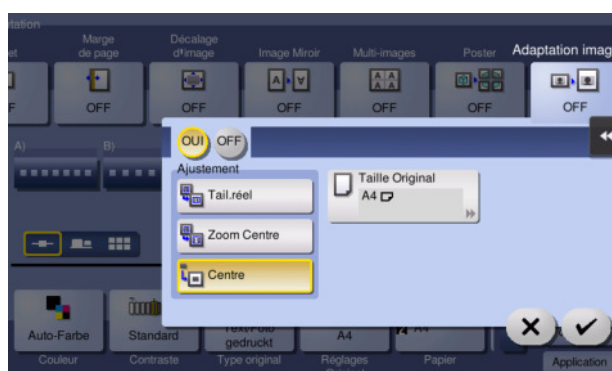 Marge
de page
Décalage
d'image
Image Miroir
Multi-images
Poster
Adaptation imag
OFF
OFF
OFF
OFF
OFF
OFF
A)
B)
OUI
OFF
Ajustement
Tail.réel
Zoom Centre
Centre
Taille Original
A4
Auto-Farbe
Standard
gedruckt
A4
Couleur
Contraste
Type original
Réglages
Papier
Application